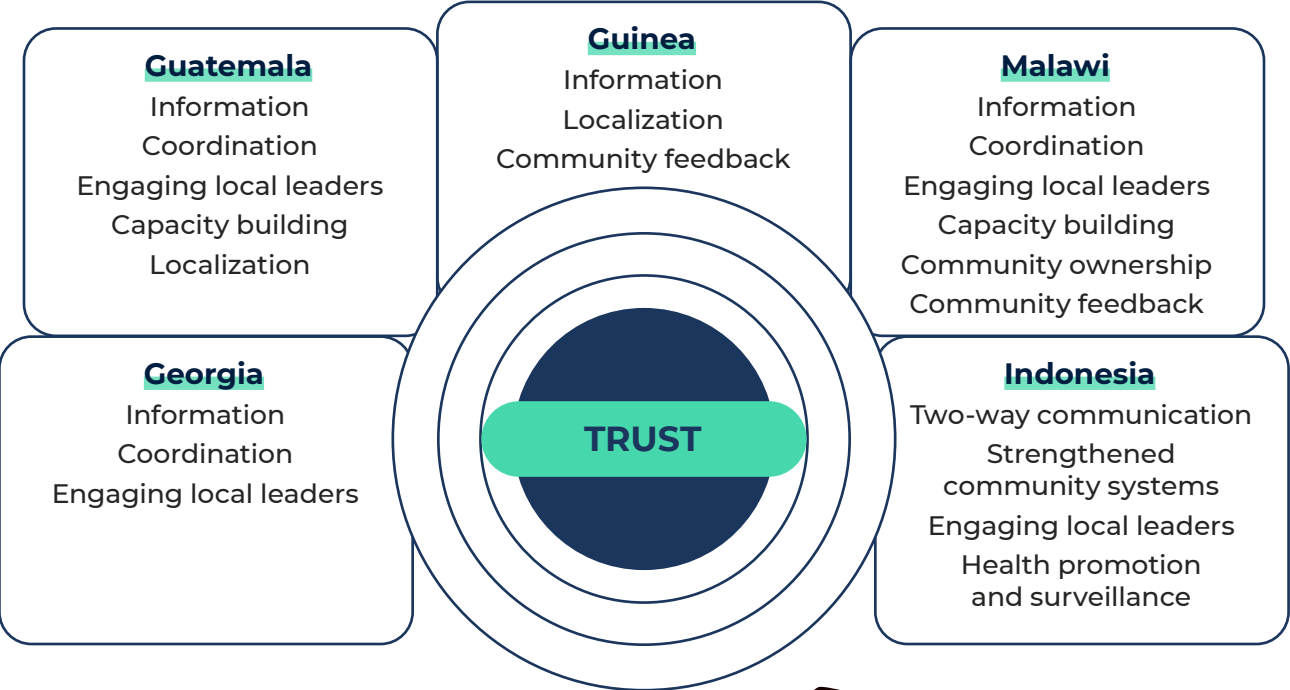 Guatemala
Information
Coordination
Engaging local leaders
Capacity building
Localization
Guinea
Information
Localization
Community feedback
Malawi
Information
Coordination
Engaging local leaders
Capacity building
Community ownership
Community feedback
Georgia
Information
Coordination
Engaging local leaders
TRUST
Indonesia
Two-way communication
Strengthened
community systems
Engaging local leaders
Health promotion
and surveillance